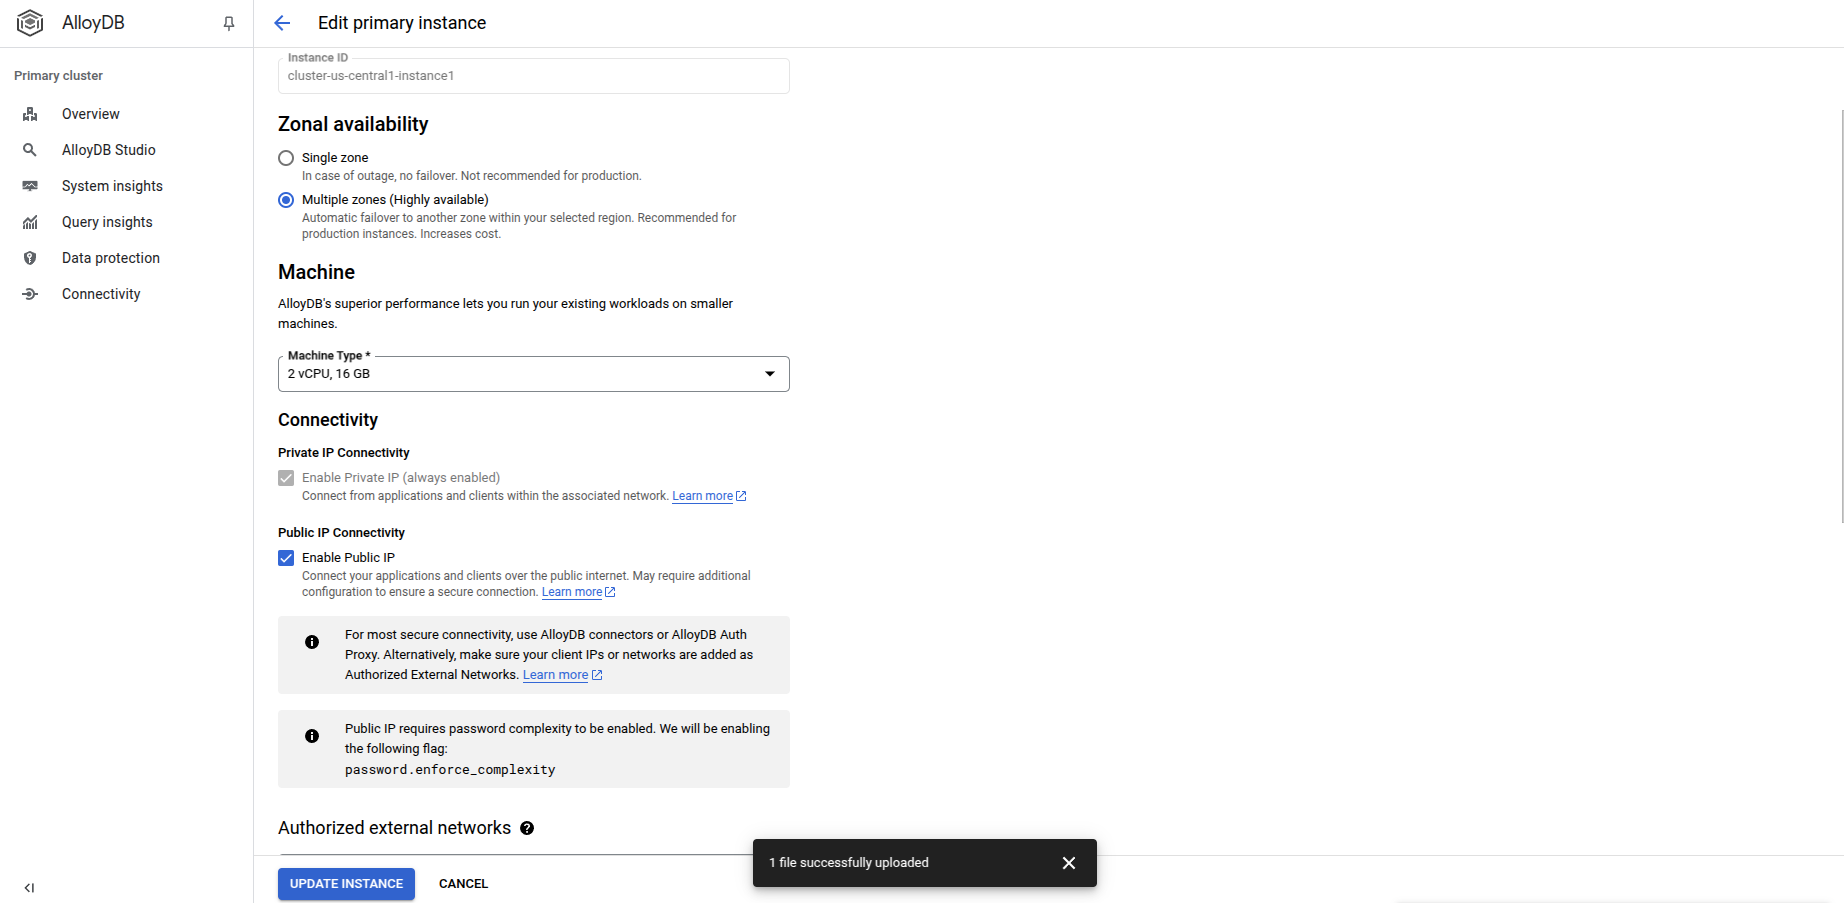 AlloyDB
Edit primary instance
Primary cluster
Overview
AlloyDB Studio
System insights
Query insights
Data protection
Connectivity
Instance ID
cluster-us-central1-instance1
Zonal availability
Single zone
In case of outage, no failover. Not recommended for production.
Multiple zones (Highly available)
Automatic failover to another zone within your selected region. Recommended for
production instances. Increases cost.
Machine
AlloyDB's superior performance lets you run your existing workloads on smaller
machines.
Machine Type *
2 vCPU, 16 GB
Connectivity
Private IP Connectivity
Enable Private IP (always enabled)
Connect from applications and clients within the associated network. Learn more
Public IP Connectivity
Enable Public IP
Connect your applications and clients over the public internet. May require additional
configuration to ensure a secure connection. Learn more
For most secure connectivity, use AlloyDB connectors or AlloyDB Auth
Proxy. Alternatively, make sure your client IPs or networks are added as
Authorized External Networks. Learn more
Public IP requires password complexity to be enabled. We will be enabling
the following flag:
password.enforce_complexity
Authorized external networks
1 file successfully uploaded
UPDATE INSTANCE
CANCEL